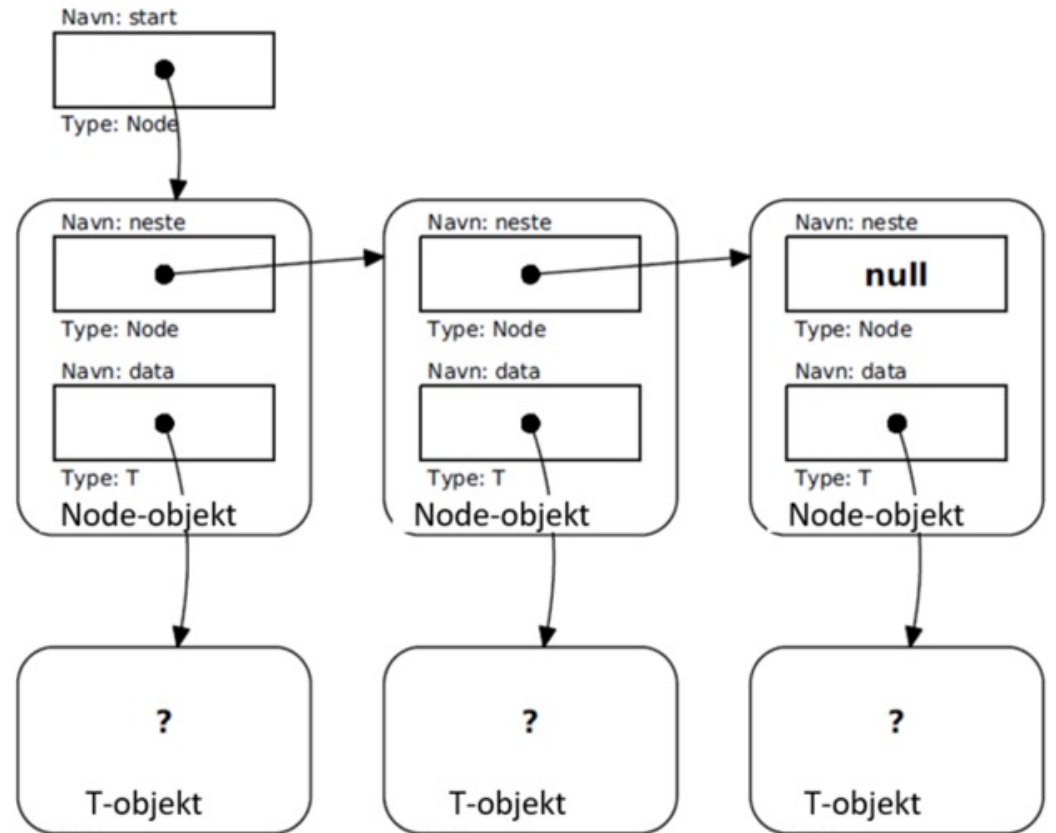 Navn: start
Type: Node
Navn: neste
Navn: neste
Navn: neste
null
Type: Node
Type: Node
Type: Node
Navn: data
Navn: data
Navn: data
Type: T
Type: T
Type: T
Node-objekt
Node-objekt
Node-objekt
?
?
?
T-objekt
T-objekt
T-objekt